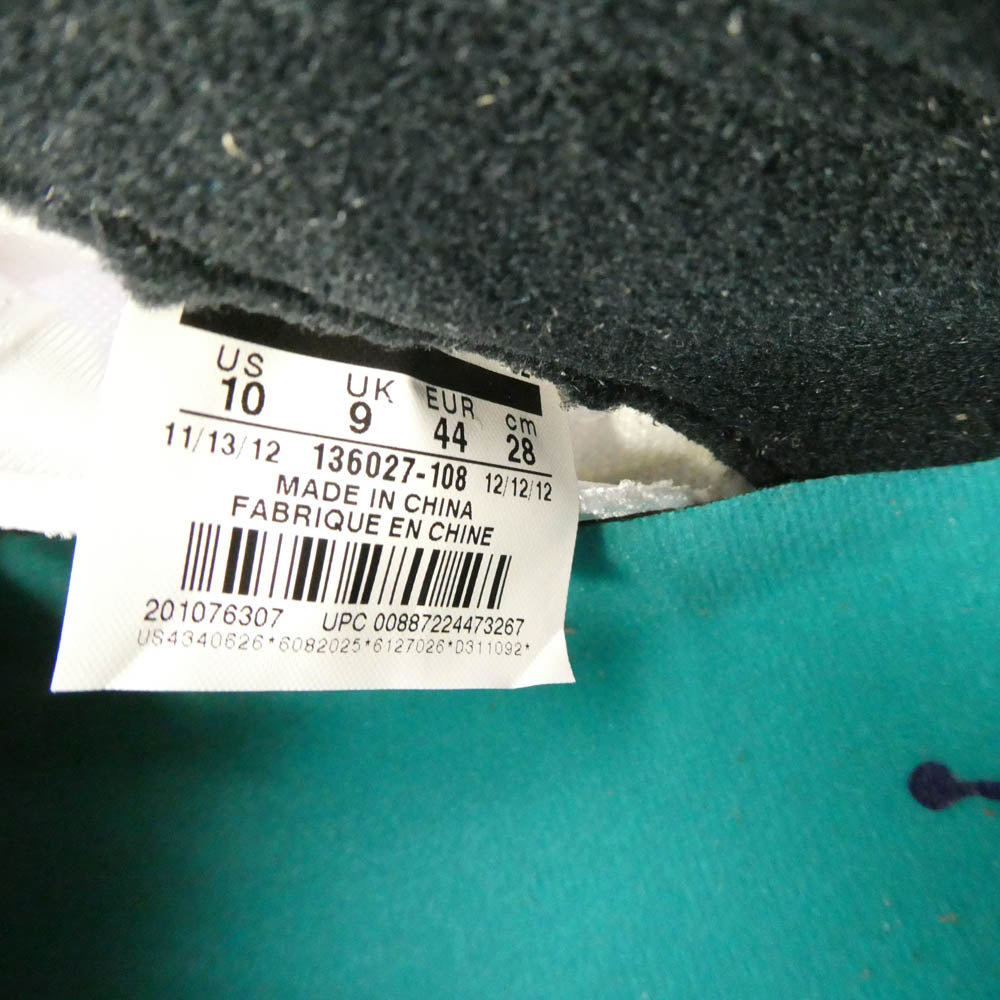 US UK EUR cm
10 9 44 28
11/13/12 136027-108 12/12/12
MADE IN CHINA
FABRIQUE EN CHINE
201076307 UPC 00887224473267
US4340626*6082025*6127026*D311092*